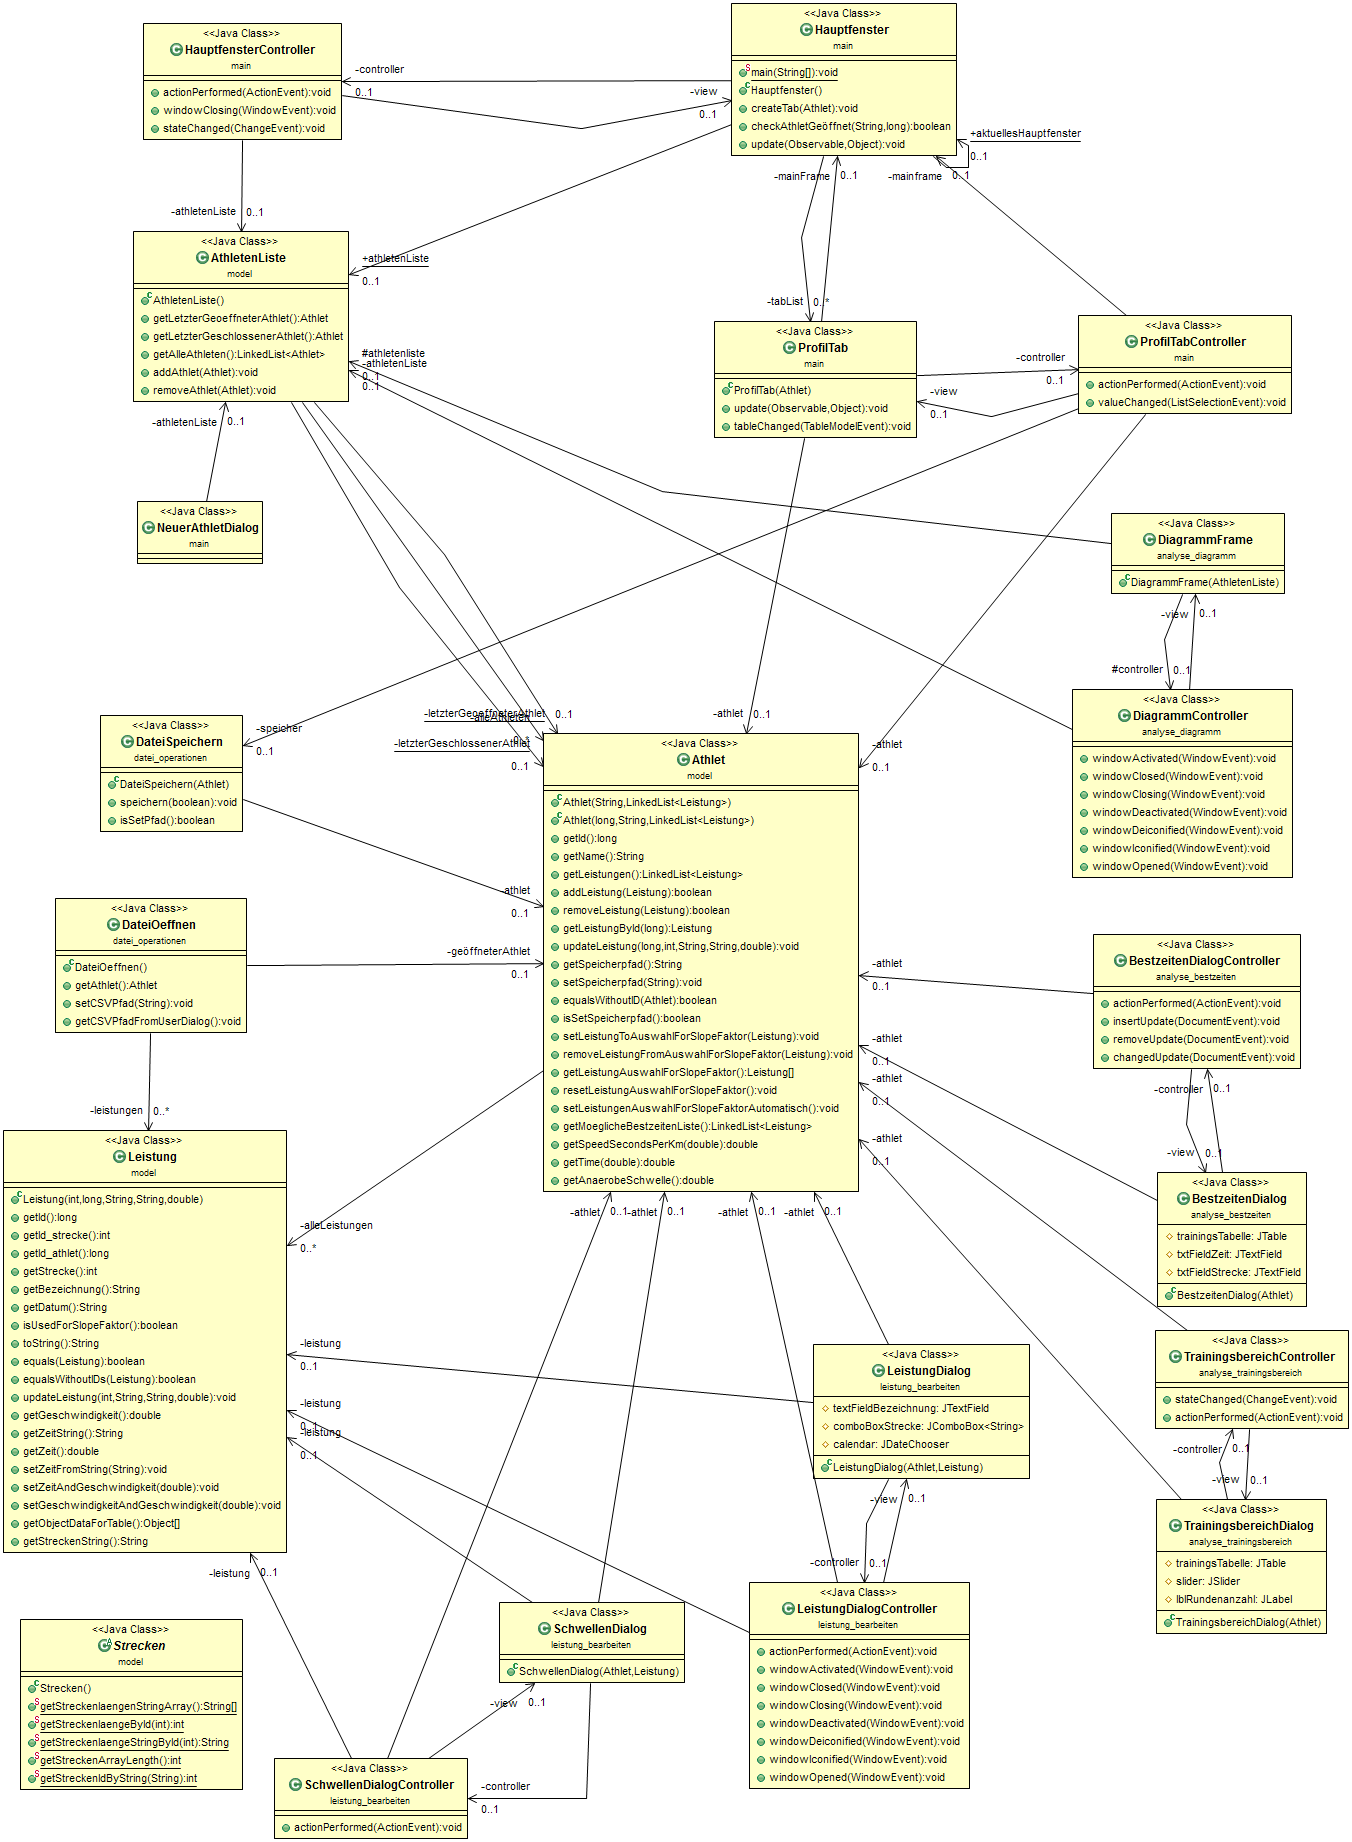 <<Java Class>>
HauptfensterController
main
actionPerformed(ActionEvent):void
windowClosing(WindowEvent):void
stateChanged(ChangeEvent):void
<<Java Class>>
Hauptfenster
main
main(String[]):void
Hauptfenster()
createTab(Athlet):void
checkAthletGeöffnet(String,long):boolean
update(Observable,Object):void
-controller
0..1
-view
0..1
+aktuellesHauptfenster
0..1
-mainFrame
0..1
-mainframe
0..1
-athletenListe
0..1
<<Java Class>>
AthletenListe
model
AthletenListe()
getLetzterGeoeffneterAthlet():Athlet
getLetzterGeschlossenerAthlet():Athlet
getAlleAthleten():LinkedList<Athlet>
addAthlet(Athlet):void
removeAthlet(Athlet):void
+athletenListe
0..1
-tabList
0..*
<<Java Class>>
ProfilTab
main
ProfilTab(Athlet)
update(Observable,Object):void
tableChanged(TableModelEvent):void
<<Java Class>>
ProfilTabController
main
actionPerformed(ActionEvent):void
valueChanged(ListSelectionEvent):void
-controller
0..1
-view
0..1
#athletenliste
-athletenListe
0..1
0..1
-athletenListe
0..1
<<Java Class>>
NeuerAthletDialog
main
<<Java Class>>
DiagrammFrame
analyse_diagramm
DiagrammFrame(AthletenListe)
-view
0..1
#controller
0..1
<<Java Class>>
DiagrammController
analyse_diagramm
windowActivated(WindowEvent):void
windowClosed(WindowEvent):void
windowClosing(WindowEvent):void
windowDeactivated(WindowEvent):void
windowDeiconified(WindowEvent):void
windowIconified(WindowEvent):void
windowOpened(WindowEvent):void
<<Java Class>>
DateiSpeichern
datei_operationen
DateiSpeichern(Athlet)
speichern(boolean):void
isSetPfad():boolean
-speicher
0..1
-letzterGeoeffneterAthlet
0..1
-alleAthleten
0..*
-letzterGeschlossenerAthlet
0..1
-athlet
0..1
-athlet
0..1
<<Java Class>>
Athlet
model
Athlet(String,LinkedList<Leistung>)
Athlet(long,String,LinkedList<Leistung>)
getId():long
getName():String
getLeistungen():LinkedList<Leistung>
addLeistung(Leistung):boolean
removeLeistung(Leistung):boolean
getLeistungById(long):Leistung
updateLeistung(long,int,String,String,double):void
getSpeicherpfad():String
setSpeicherpfad(String):void
equalsWithoutID(Athlet):boolean
isSetSpeicherpfad():boolean
setLeistungToAuswahlForSlopeFaktor(Leistung):void
removeLeistungFromAuswahlForSlopeFaktor(Leistung):void
getLeistungAuswahlForSlopeFaktor():Leistung[]
resetLeistungAuswahlForSlopeFaktor():void
setLeistungenAuswahlForSlopeFaktorAutomatisch():void
getMoeglicheBestzeitenListe():LinkedList<Leistung>
getSpeedSecondsPerKm(double):double
getTime(double):double
getAnaerobeSchwelle():double
-athlet
0..1
<<Java Class>>
DateiOeffnen
datei_operationen
DateiOeffnen()
getAthlet():Athlet
setCSVPfad(String):void
getCSVPfadFromUserDialog():void
-geöffneterAthlet
0..1
-leistungen
0..*
<<Java Class>>
BestzeitenDialogController
analyse_bestzeiten
actionPerformed(ActionEvent):void
insertUpdate(DocumentEvent):void
removeUpdate(DocumentEvent):void
changedUpdate(DocumentEvent):void
-athlet
0..1
-athlet
0..1
-athlet
0..1
-athlet
0..1
-controller
0..1
-view
0..1
<<Java Class>>
BestzeitenDialog
analyse_bestzeiten
trainingsTabelle: JTable
txtFieldZeit: JTextField
txtFieldStrecke: JTextField
BestzeitenDialog(Athlet)
<<Java Class>>
Leistung
model
Leistung(int,long,String,String,double)
getId():long
getId_strecke():int
getId_athlet():long
getStrecke():int
getBezeichnung():String
getDatum():String
isUsedForSlopeFaktor():boolean
toString():String
equals(Leistung):boolean
equalsWithoutIDs(Leistung):boolean
updateLeistung(int,String,String,double):void
getGeschwindigkeit():double
getZeitString():String
getZeit():double
setZeitFromString(String):void
setZeitAndGeschwindigkeit(double):void
setGeschwindigkeitAndGeschwindigkeit(double):void
getObjectDataForTable():Object[]
getStreckenString():String
-alleLeistungen
0..*
-athlet
0..1
-athlet
0..1
-athlet
0..1
-athlet
0..1
-leistung
0..1
-leistung
0..1
-leistung
0..1
-leistung
0..1
<<Java Class>>
LeistungDialog
leistung_bearbeiten
textFieldBezeichnung: JTextField
comboBoxStrecke: JComboBox<String>
calendar: JDateChooser
LeistungDialog(Athlet,Leistung)
-view
0..1
-controller
0..1
<<Java Class>>
TrainingsbereichController
analyse_trainingsbereich
stateChanged(ChangeEvent):void
actionPerformed(ActionEvent):void
-controller
0..1
-view
0..1
<<Java Class>>
TrainingsbereichDialog
analyse_trainingsbereich
trainingsTabelle: JTable
slider: JSlider
lblRundenanzahl: JLabel
TrainingsbereichDialog(Athlet)
<<Java Class>>
LeistungDialogController
leistung_bearbeiten
actionPerformed(ActionEvent):void
windowActivated(WindowEvent):void
windowClosed(WindowEvent):void
windowClosing(WindowEvent):void
windowDeactivated(WindowEvent):void
windowDeiconified(WindowEvent):void
windowIconified(WindowEvent):void
windowOpened(WindowEvent):void
<<Java Class>>
SchwellenDialog
leistung_bearbeiten
SchwellenDialog(Athlet,Leistung)
<<Java Class>>
Strecken
model
Strecken()
getStreckenlaengenStringArray():String[]
getStreckenlaengeById(int):int
getStreckenlaengeStringById(int):String
getStreckenArrayLength():int
getStreckenIdByString(String):int
-view
0..1
-controller
0..1
<<Java Class>>
SchwellenDialogController
leistung_bearbeiten
actionPerformed(ActionEvent):void